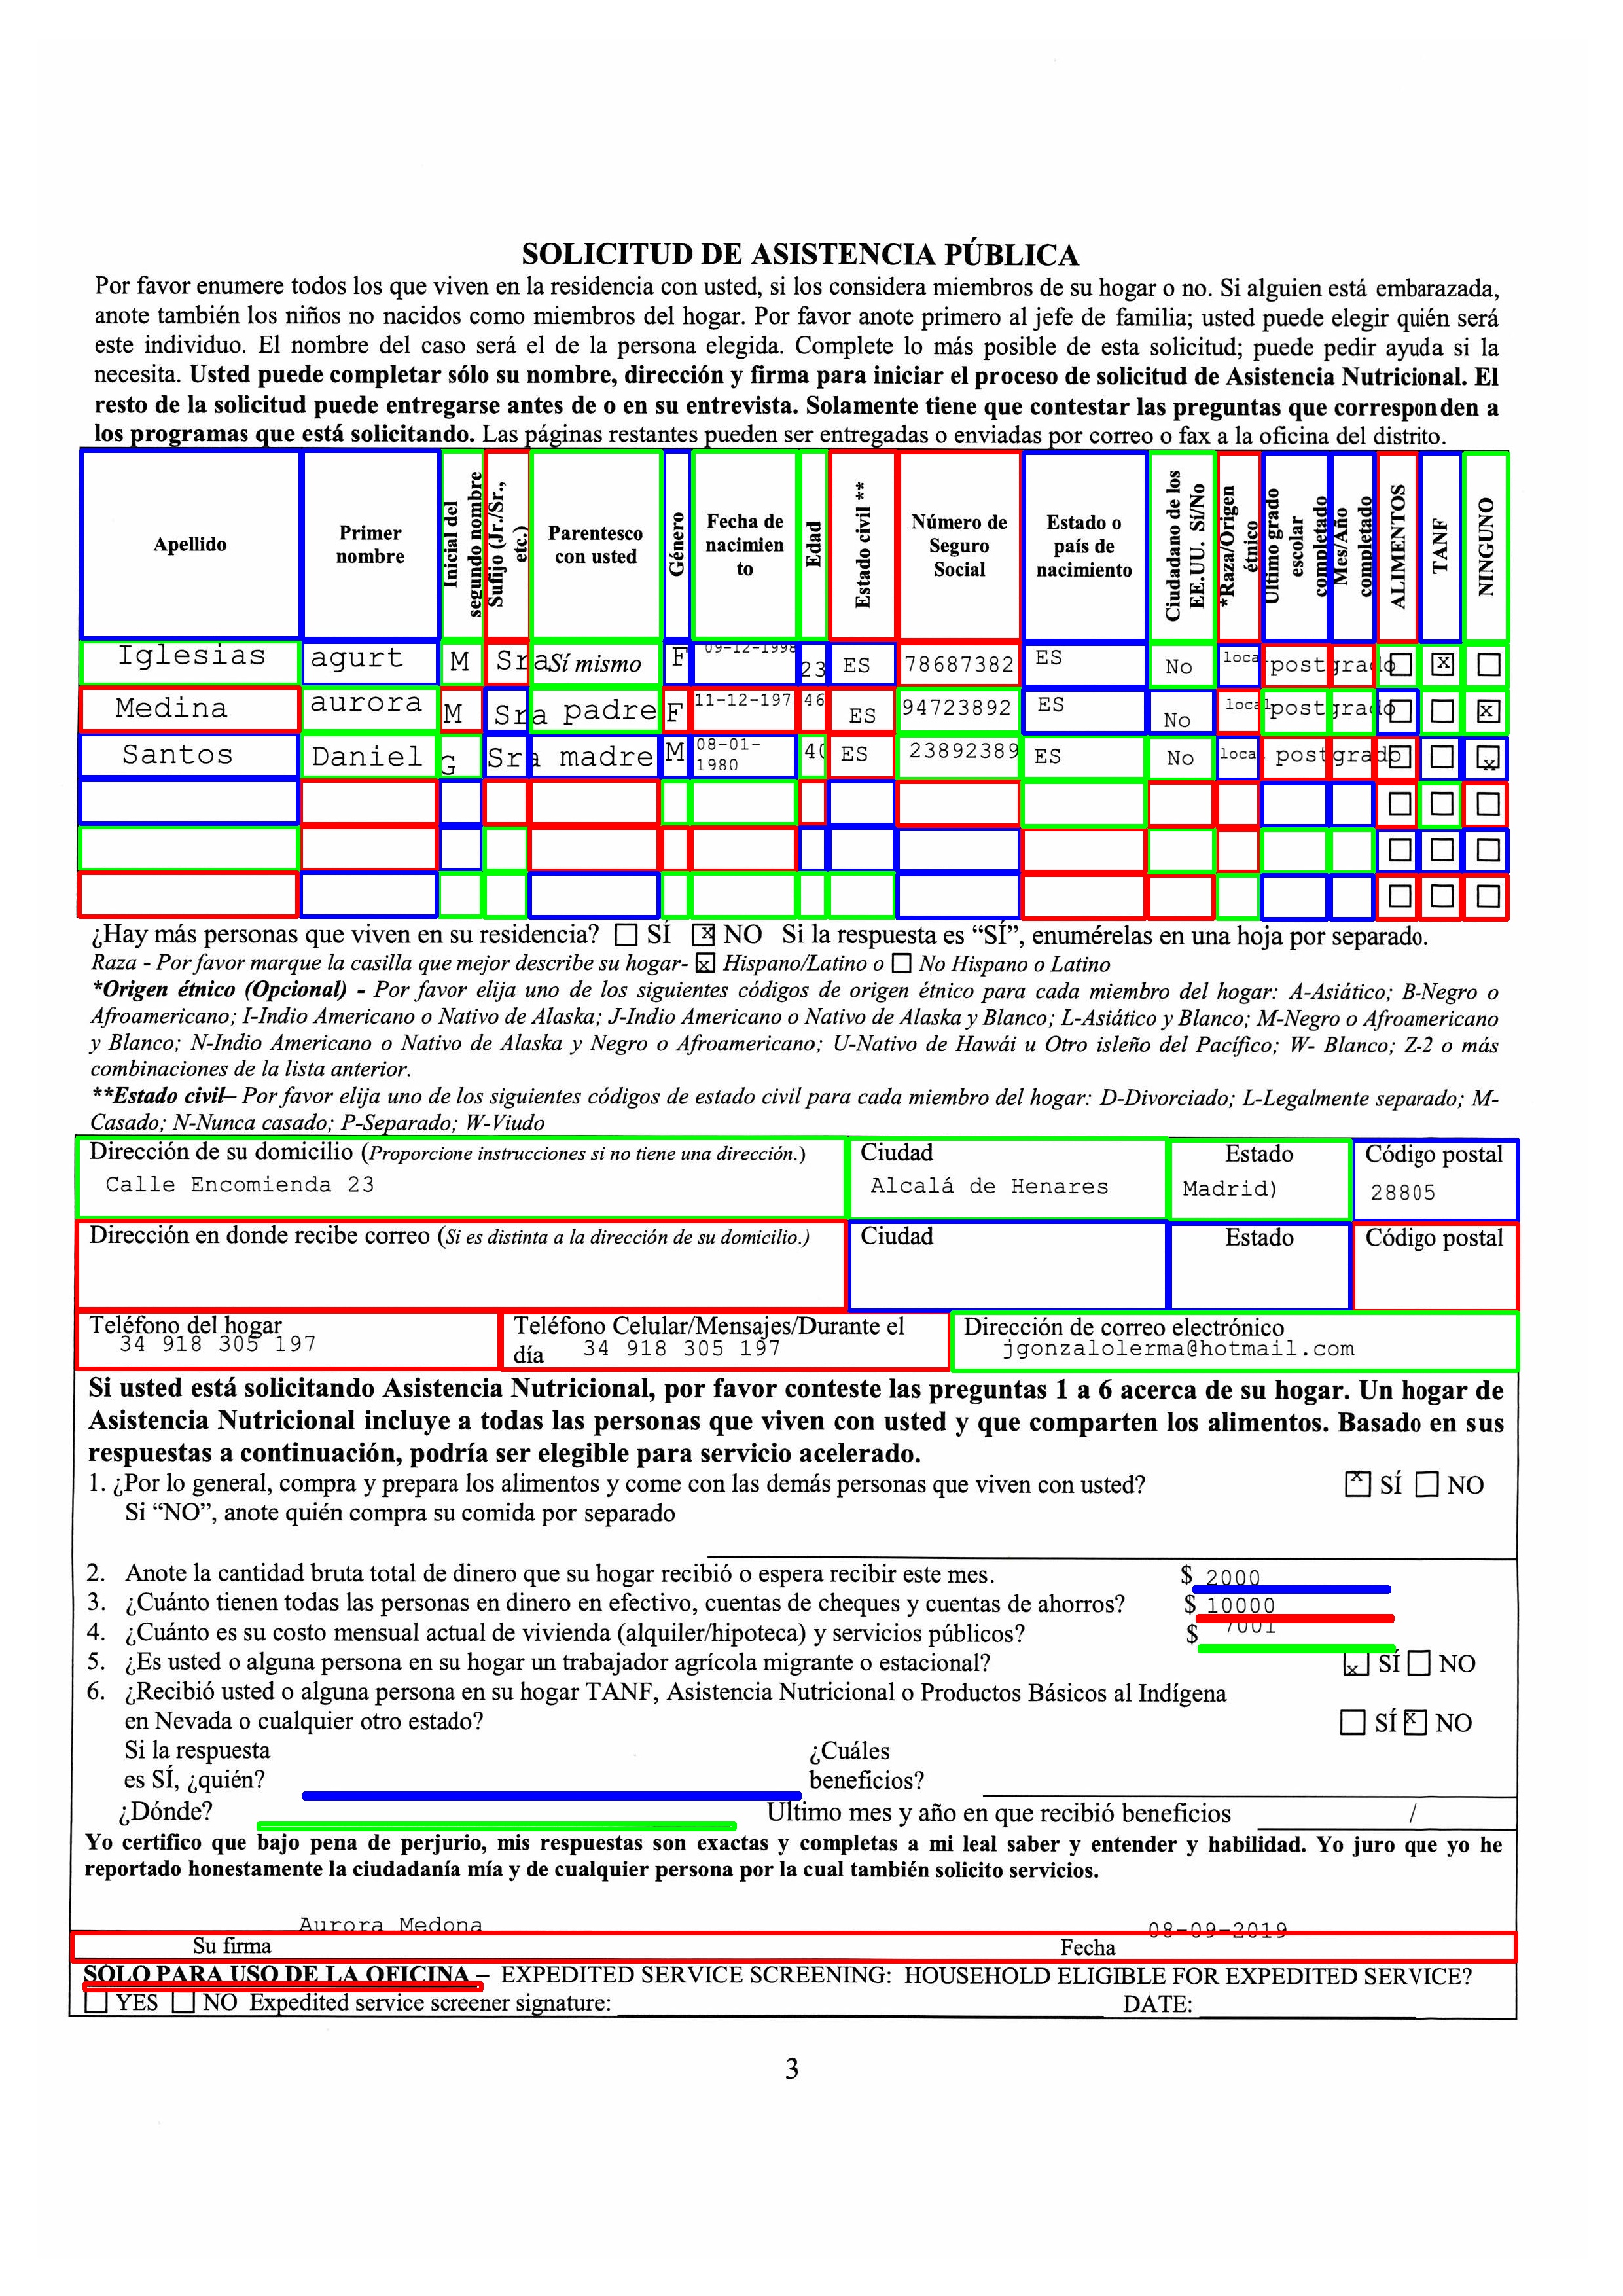 SOLICITUD DE ASISTENCIA PÚBLICA
Por favor enumere todos los que viven en la residencia con usted, si los considera miembros de su hogar o no. Si alguien está embarazada,
anote también los niños no nacidos como miembros del hogar. Por favor anote primero al jefe de familia; usted puede elegir quién será
este individuo. El nombre del caso será el de la persona elegida. Complete lo más posible de esta solicitud; puede pedir ayuda si la
necesita. Usted puede completar sólo su nombre, dirección y firma para iniciar el proceso de solicitud de Asistencia Nutricional. El
resto de la solicitud puede entregarse antes de o en su entrevista. Solamente tiene que contestar las preguntas que corresponden a
los programas que está solicitando. Las páginas restantes pueden ser entregadas o enviadas por correo o fax a la oficina del distrito.
Apellido Primer nombre Inicial del segundo nombre Sufijo (Jr./Sr., etc.) Parentesco con usted Género Fecha de nacimien to Edad Estado civil ** Número de Seguro Social Estado o país de nacimiento Ciudadano de los EE.UU. Sí/No *Raza/Origen étnico Último grado escolar completado Mes/Año completado ALIMENTOS TANF NINGUNO
Iglesias agurt M Sra Sí mismo F 09-12-1998 23 ES 78687382 ES No loca postgrado x
Medina aurora M Sra padre F 11-12-197 46 ES 94723892 ES No local postgrado x
Santos Daniel G Sra madre M 08-01-1980 40 ES 23892389 ES No loca postgrado x
¿Hay más personas que viven en su residencia? SÍ x NO Si la respuesta es “SÍ”, enumérelas en una hoja por separado.
Raza - Por favor marque la casilla que mejor describe su hogar- x Hispano/Latino o No Hispano o Latino
*Origen étnico (Opcional) - Por favor elija uno de los siguientes códigos de origen étnico para cada miembro del hogar: A-Asiático; B-Negro o
Afroamericano; I-Indio Americano o Nativo de Alaska; J-Indio Americano o Nativo de Alaska y Blanco; L-Asiático y Blanco; M-Negro o Afroamericano
y Blanco; N-Indio Americano o Nativo de Alaska y Negro o Afroamericano; U-Nativo de Hawái u Otro isleño del Pacífico; W- Blanco; Z-2 o más
combinaciones de la lista anterior.
**Estado civil– Por favor elija uno de los siguientes códigos de estado civil para cada miembro del hogar: D-Divorciado; L-Legalmente separado; M-
Casado; N-Nunca casado; P-Separado; W-Viudo
Dirección de su domicilio (Proporcione instrucciones si no tiene una dirección.) Ciudad Estado Código postal
Calle Encomienda 23 Alcalá de Henares Madrid) 28805
Dirección en donde recibe correo (Si es distinta a la dirección de su domicilio.) Ciudad Estado Código postal
Teléfono del hogar Teléfono Celular/Mensajes/Durante el Dirección de correo electrónico
34 918 305 197 día 34 918 305 197 jgonzalolerma@hotmail.com
Si usted está solicitando Asistencia Nutricional, por favor conteste las preguntas 1 a 6 acerca de su hogar. Un hogar de
Asistencia Nutricional incluye a todas las personas que viven con usted y que comparten los alimentos. Basado en sus
respuestas a continuación, podría ser elegible para servicio acelerado.
1. ¿Por lo general, compra y prepara los alimentos y come con las demás personas que viven con usted? x SÍ NO
Si “NO”, anote quién compra su comida por separado
2. Anote la cantidad bruta total de dinero que su hogar recibió o espera recibir este mes. $ 2000
3. ¿Cuánto tienen todas las personas en dinero en efectivo, cuentas de cheques y cuentas de ahorros? $ 10000
4. ¿Cuánto es su costo mensual actual de vivienda (alquiler/hipoteca) y servicios públicos? $ 7001
5. ¿Es usted o alguna persona en su hogar un trabajador agrícola migrante o estacional? x SÍ NO
6. ¿Recibió usted o alguna persona en su hogar TANF, Asistencia Nutricional o Productos Básicos al Indígena
en Nevada o cualquier otro estado? SÍ x NO
Si la respuesta ¿Cuáles
es SÍ, ¿quién? beneficios?
¿Dónde? Ultimo mes y año en que recibió beneficios /
Yo certifico que bajo pena de perjurio, mis respuestas son exactas y completas a mi leal saber y entender y habilidad. Yo juro que yo he
reportado honestamente la ciudadanía mía y de cualquier persona por la cual también solicito servicios.
Aurora Medona 08-09-2019
Su firma Fecha
SÓLO PARA USO DE LA OFICINA – EXPEDITED SERVICE SCREENING: HOUSEHOLD ELIGIBLE FOR EXPEDITED SERVICE?
YES NO Expedited service screener signature: DATE:
3